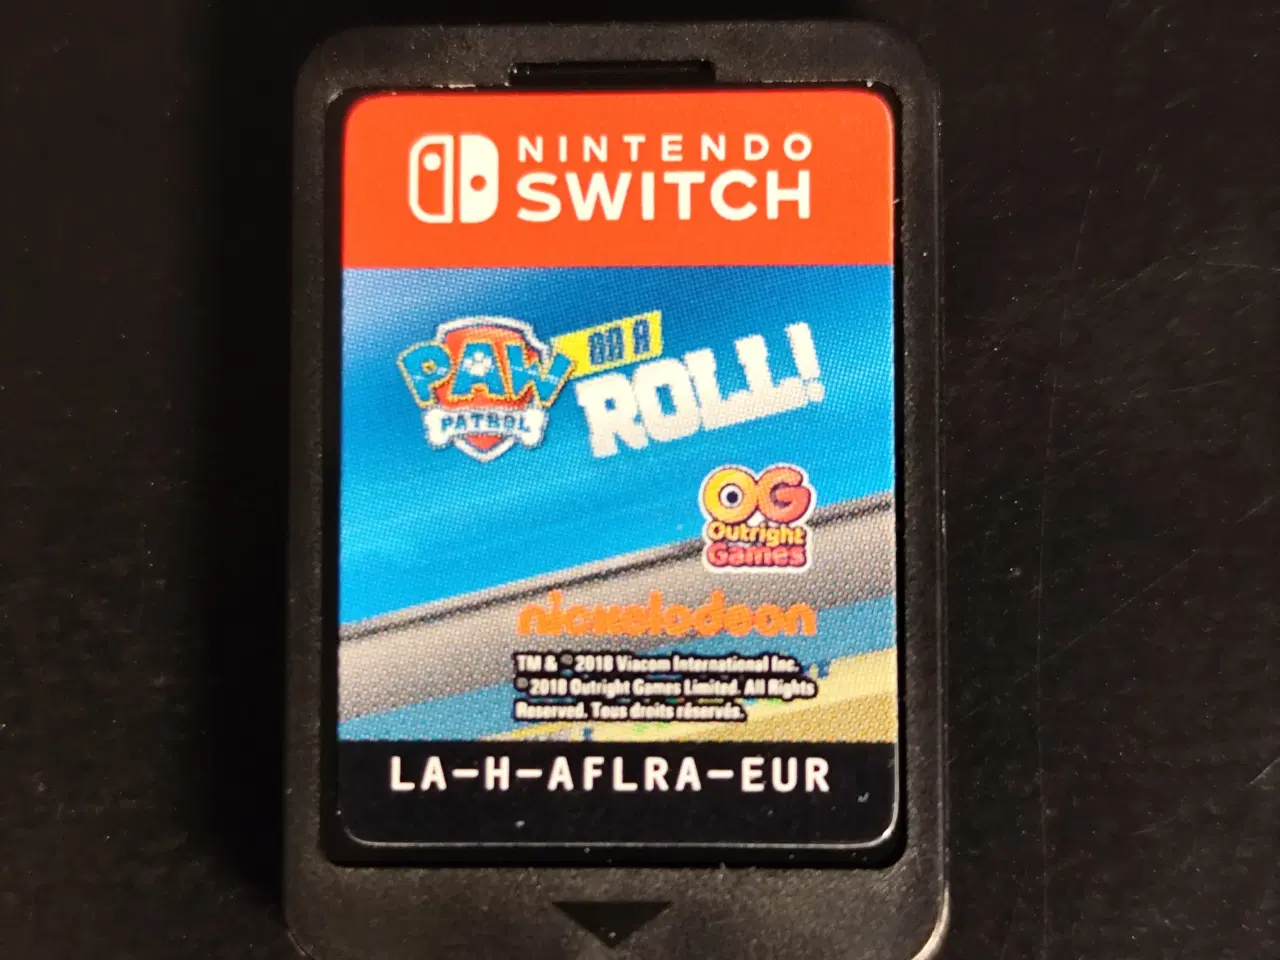 NINTENDO
SWITCH
PAW
PATROL
ON A
ROLL!
OG
Outright
Games
nickelodeon
TM & © 2018 Viacom International Inc.
© 2018 Outright Games Limited. All Rights
Reserved. Tous droits réservés.
LA-H-AFLRA-EUR